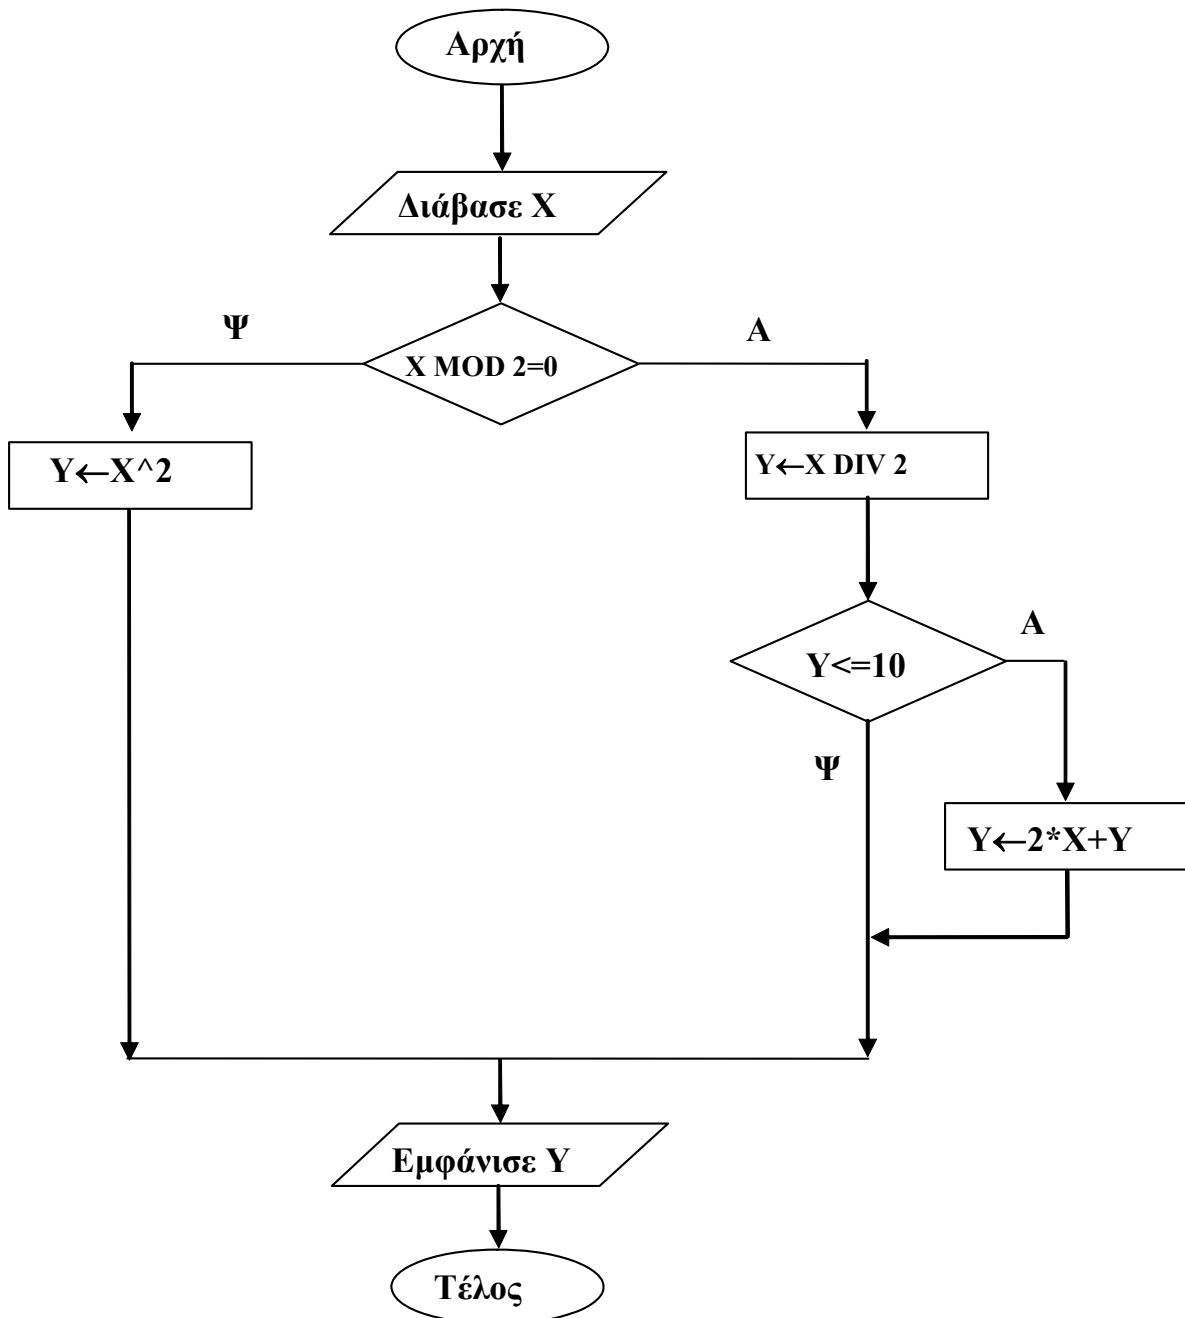 Αρχή
Διάβασε Χ
Ψ
Α
X MOD 2=0
Y←X^2
Y←X DIV 2
Α
Y<=10
Ψ
Y←2*X+Y
Εμφάνισε Υ
Τέλος